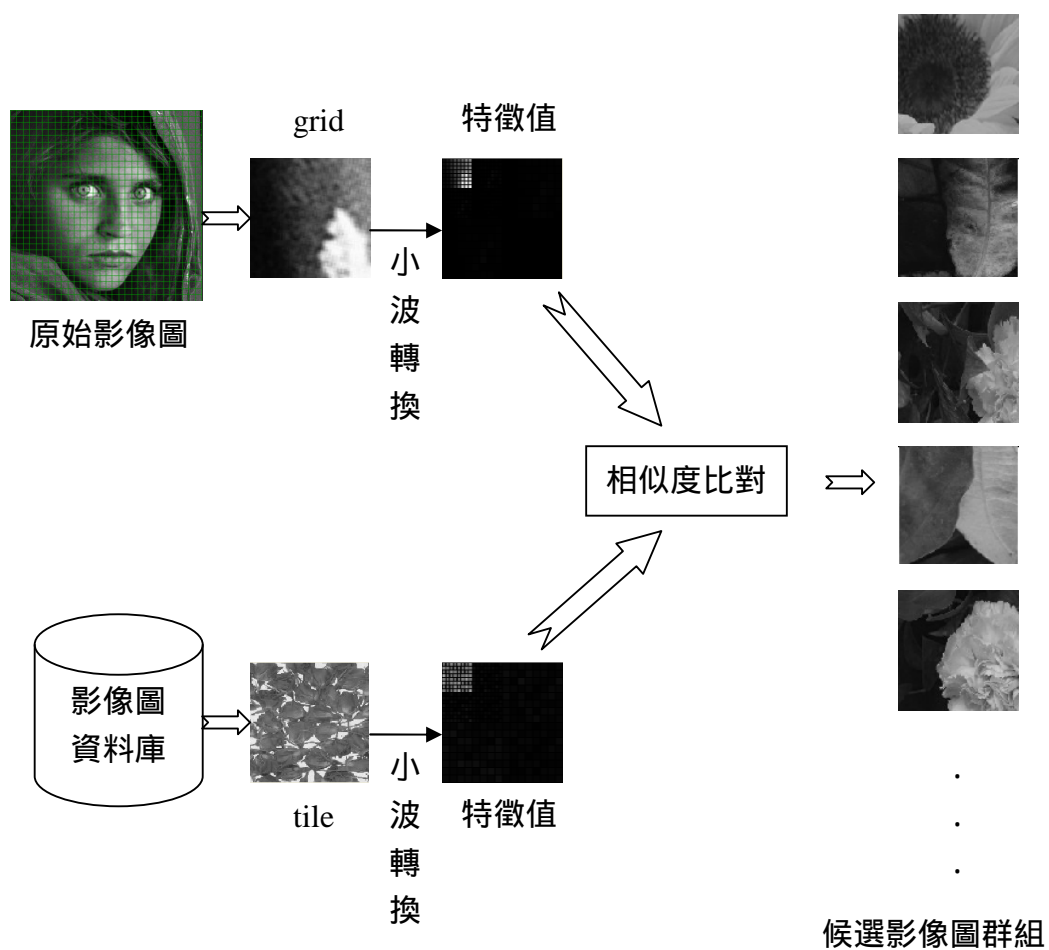 grid
特徵值
小波轉換
原始影像圖
相似度比對
影像圖
資料庫
tile
小波轉換
特徵值
.
.
.
候選影像圖群組